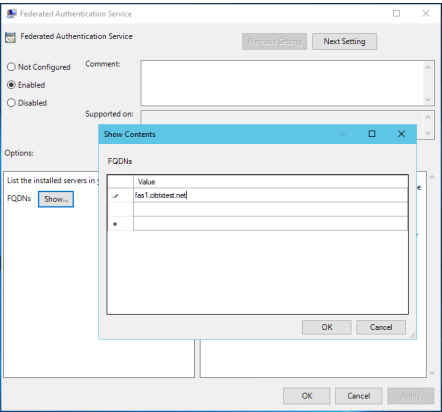 Federated Authentication Service
Federated Authentication Service
Previous Setting
Next Setting
Not Configured
Comment:
Enabled
Disabled
Supported on:
Options:
Show Contents
FQDNs
List the installed servers in
FQDNs
Show...
Value
fas1.citrixtest.net
OK
Cancel
OK
Cancel
Apply